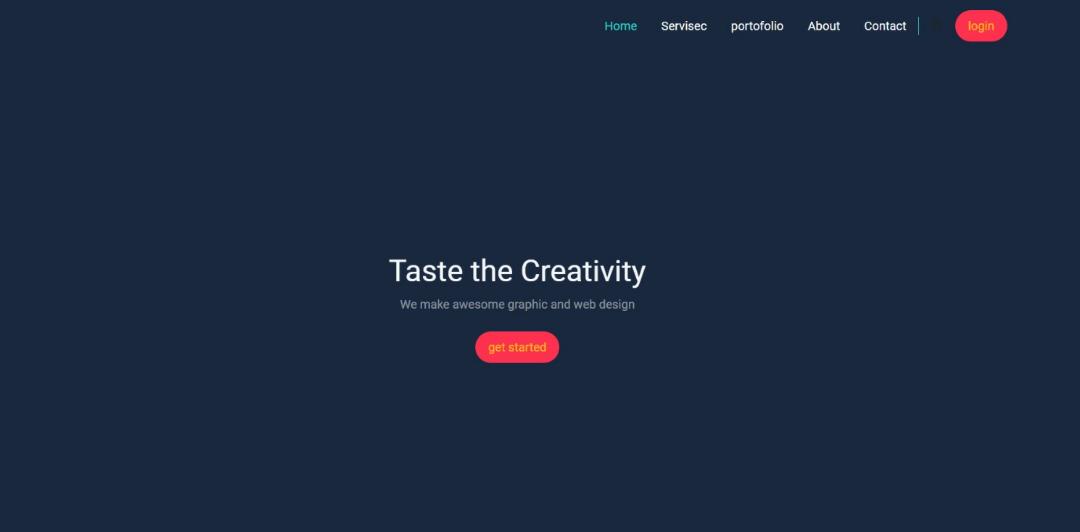 Home Servisec portofolio About Contact login
Taste the Creativity
We make awesome graphic and web design
get started